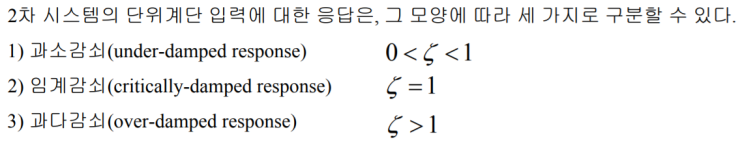 2차 시스템의 단위계단 입력에 대한 응답은, 그 모양에 따라 세 가지로 구분할 수 있다.
1) 과소감쇠(under-damped response) 0 < ζ < 1
2) 임계감쇠(critically-damped response) ζ = 1
3) 과다감쇠(over-damped response) ζ > 1